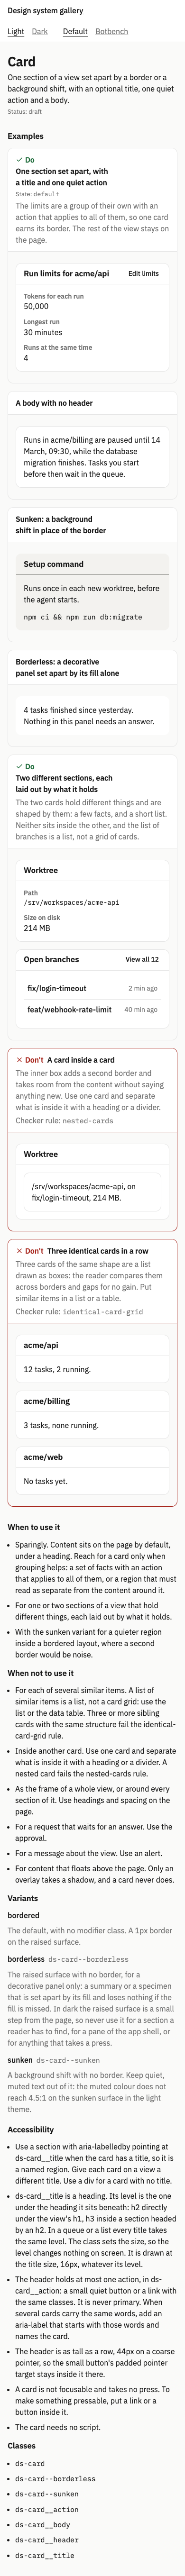 Design system gallery
Light Dark Default Botbench
Card
One section of a view set apart by a border or a
background shift, with an optional title, one quiet
action and a body.
Status: draft
Examples
✓ Do
One section set apart, with
a title and one quiet action
State: default
The limits are a group of their own with an
action that applies to all of them, so one card
earns its border. The rest of the view stays on
the page.
Run limits for acme/api Edit limits
Tokens for each run
50,000
Longest run
30 minutes
Runs at the same time
4
A body with no header
Runs in acme/billing are paused until 14
March, 09:30, while the database
migration finishes. Tasks you start
before then wait in the queue.
Sunken: a background
shift in place of the border
Setup command
Runs once in each new worktree, before
the agent starts.
npm ci && npm run db:migrate
Borderless: a decorative
panel set apart by its fill alone
4 tasks finished since yesterday.
Nothing in this panel needs an answer.
✓ Do
Two different sections, each
laid out by what it holds
The two cards hold different things and are
shaped by them: a few facts, and a short list.
Neither sits inside the other, and the list of
branches is a list, not a grid of cards.
Worktree
Path
/srv/workspaces/acme-api
Size on disk
214 MB
Open branches View all 12
fix/login-timeout 2 min ago
feat/webhook-rate-limit 40 min ago
✕ Don't A card inside a card
The inner box adds a second border and
takes room from the content without saying
anything new. Use one card and separate
what is inside it with a heading or a divider.
Checker rule: nested-cards
Worktree
/srv/workspaces/acme-api, on
fix/login-timeout, 214 MB.
✕ Don't Three identical cards in a row
Three cards of the same shape are a list
drawn as boxes: the reader compares them
across borders and gaps for no gain. Put
similar items in a list or a table.
Checker rule: identical-card-grid
acme/api
12 tasks, 2 running.
acme/billing
3 tasks, none running.
acme/web
No tasks yet.
When to use it
• Sparingly. Content sits on the page by default,
under a heading. Reach for a card only when
grouping helps: a set of facts with an action
that applies to all of them, or a region that must
read as separate from the content around it.
• For one or two sections of a view that hold
different things, each laid out by what it holds.
• With the sunken variant for a quieter region
inside a bordered layout, where a second
border would be noise.
When not to use it
• For each of several similar items. A list of
similar items is a list, not a card grid: use the
list or the data table. Three or more sibling
cards with the same structure fail the identical-
card-grid rule.
• Inside another card. Use one card and separate
what is inside it with a heading or a divider. A
nested card fails the nested-cards rule.
• As the frame of a whole view, or around every
section of it. Use headings and spacing on the
page.
• For a request that waits for an answer. Use the
approval.
• For a message about the view. Use an alert.
• For content that floats above the page. Only an
overlay takes a shadow, and a card never does.
Variants
bordered
The default, with no modifier class. A 1px border
on the raised surface.
borderless ds-card--borderless
The raised surface with no border, for a
decorative panel only: a summary or a specimen
that is set apart by its fill and loses nothing if the
fill is missed. In dark the raised surface is a small
step from the page, so never use it for a section a
reader has to find, for a pane of the app shell, or
for anything that takes a press.
sunken ds-card--sunken
A background shift with no border. Keep quiet,
muted text out of it: the muted colour does not
reach 4.5:1 on the sunken surface in the light
theme.
Accessibility
• Use a section with aria-labelledby pointing at
ds-card__title when the card has a title, so it is
a named region. Give each card on a view a
different title. Use a div for a card with no title.
• ds-card__title is a heading. Its level is the one
under the heading it sits beneath: h2 directly
under the view's h1, h3 inside a section headed
by an h2. In a queue or a list every title takes
the same level. The class sets the size, so the
level changes nothing on screen. It is drawn at
the title size, 16px, whatever its level.
• The header holds at most one action, in ds-
card__action: a small quiet button or a link with
the same classes. It is never primary. When
several cards carry the same words, add an
aria-label that starts with those words and
names the card.
• The header is as tall as a row, 44px on a coarse
pointer, so the small button's padded pointer
target stays inside it there.
• A card is not focusable and takes no press. To
make something pressable, put a link or a
button inside it.
• The card needs no script.
Classes
• ds-card
• ds-card--borderless
• ds-card--sunken
• ds-card__action
• ds-card__body
• ds-card__header
• ds-card__title